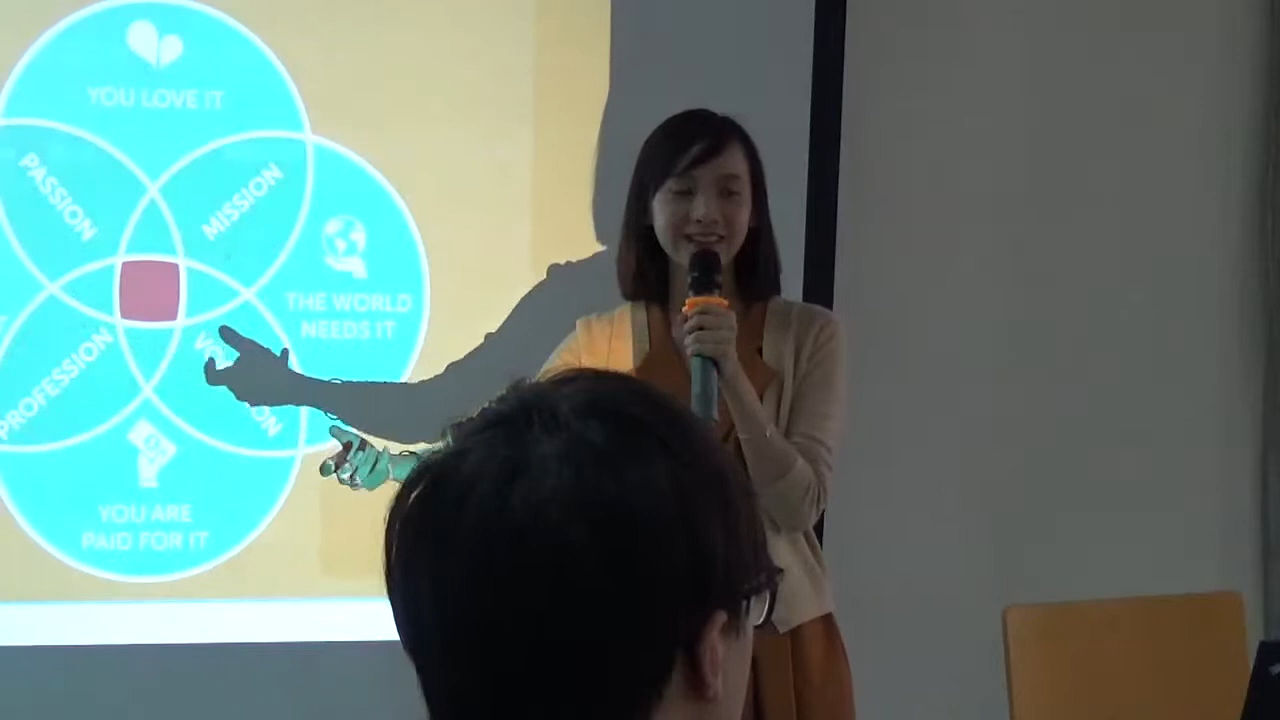 YOU LOVE IT
PASSION
MISSION
THE WORLD
NEEDS IT
PROFESSION
YOU ARE
PAID FOR IT